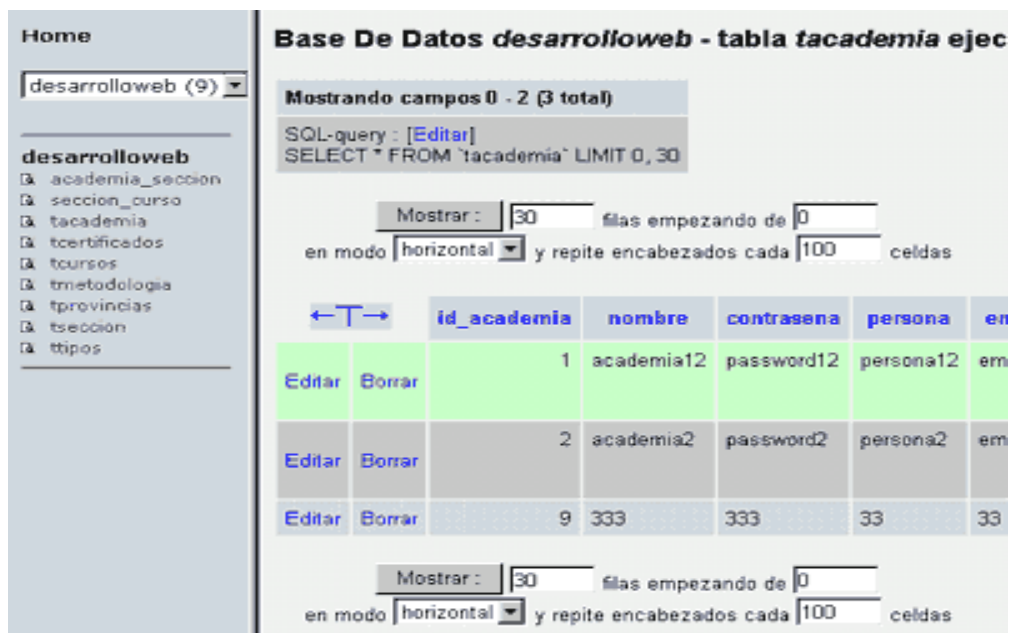 Home
desarrolloweb (9)
desarrolloweb
academia_seccion
seccion_curso
tacademia
tcertificados
tcursos
tmetodologia
tprovincias
tseccion
ttipos
Base De Datos desarrolloweb - tabla tacademia ejec
Mostrando campos 0 - 2 (3 total)
SQL-query : [Editar]
SELECT * FROM `tacademia` LIMIT 0, 30
Mostrar : 30 filas empezando de 0
en modo horizontal y repite encabezados cada 100 celdas
←T→ id_academia nombre contrasena persona em
Editar Borrar 1 academia12 password12 persona12 em
Editar Borrar 2 academia2 password2 persona2 em
Editar Borrar 9 333 333 33 33
Mostrar : 30 filas empezando de 0
en modo horizontal y repite encabezados cada 100 celdas